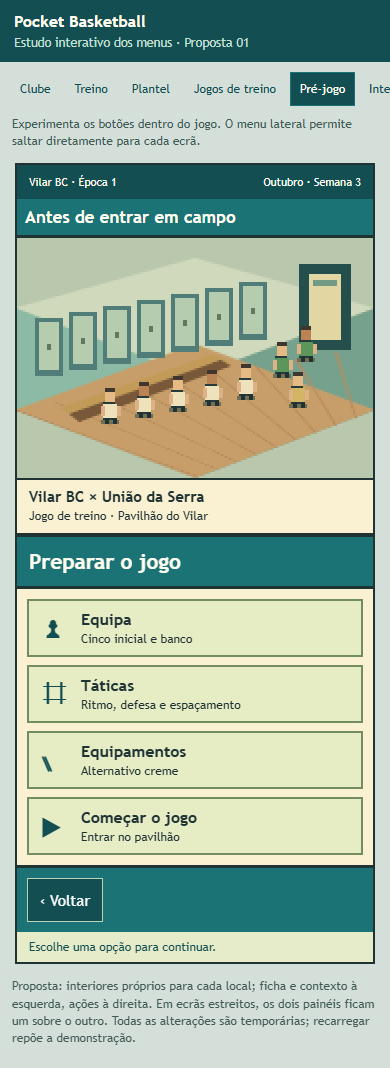 Pocket Basketball
Estudo interativo dos menus · Proposta 01
Clube Treino Plantel Jogos de treino Pré-jogo Inte
Experimenta os botões dentro do jogo. O menu lateral permite
saltar diretamente para cada ecrã.
Vilar BC · Época 1 Outubro · Semana 3
Antes de entrar em campo
Vilar BC × União da Serra
Jogo de treino · Pavilhão do Vilar
Preparar o jogo
Equipa
Cinco inicial e banco
Táticas
Ritmo, defesa e espaçamento
Equipamentos
Alternativo creme
Começar o jogo
Entrar no pavilhão
‹ Voltar
Escolhe uma opção para continuar.
Proposta: interiores próprios para cada local; ficha e contexto à
esquerda, ações à direita. Em ecrãs estreitos, os dois painéis ficam
um sobre o outro. Todas as alterações são temporárias; recarregar
repõe a demonstração.